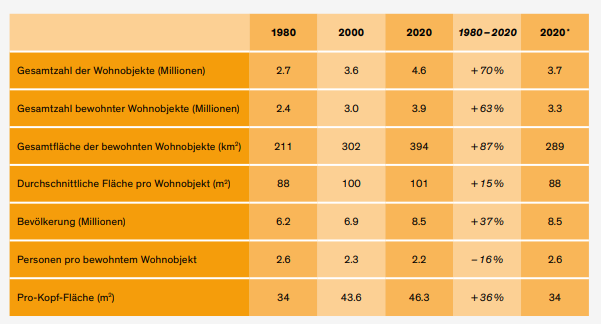 1980 2000 2020 1980–2020 2020*
Gesamtzahl der Wohnobjekte (Millionen) 2.7 3.6 4.6 +70% 3.7
Gesamtzahl bewohnter Wohnobjekte (Millionen) 2.4 3.0 3.9 +63% 3.3
Gesamtfläche der bewohnten Wohnobjekte (km²) 211 302 394 +87% 289
Durchschnittliche Fläche pro Wohnobjekt (m²) 88 100 101 +15% 88
Bevölkerung (Millionen) 6.2 6.9 8.5 +37% 8.5
Personen pro bewohntem Wohnobjekt 2.6 2.3 2.2 –16% 2.6
Pro-Kopf-Fläche (m²) 34 43.6 46.3 +36% 34